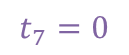 t₇ = 0